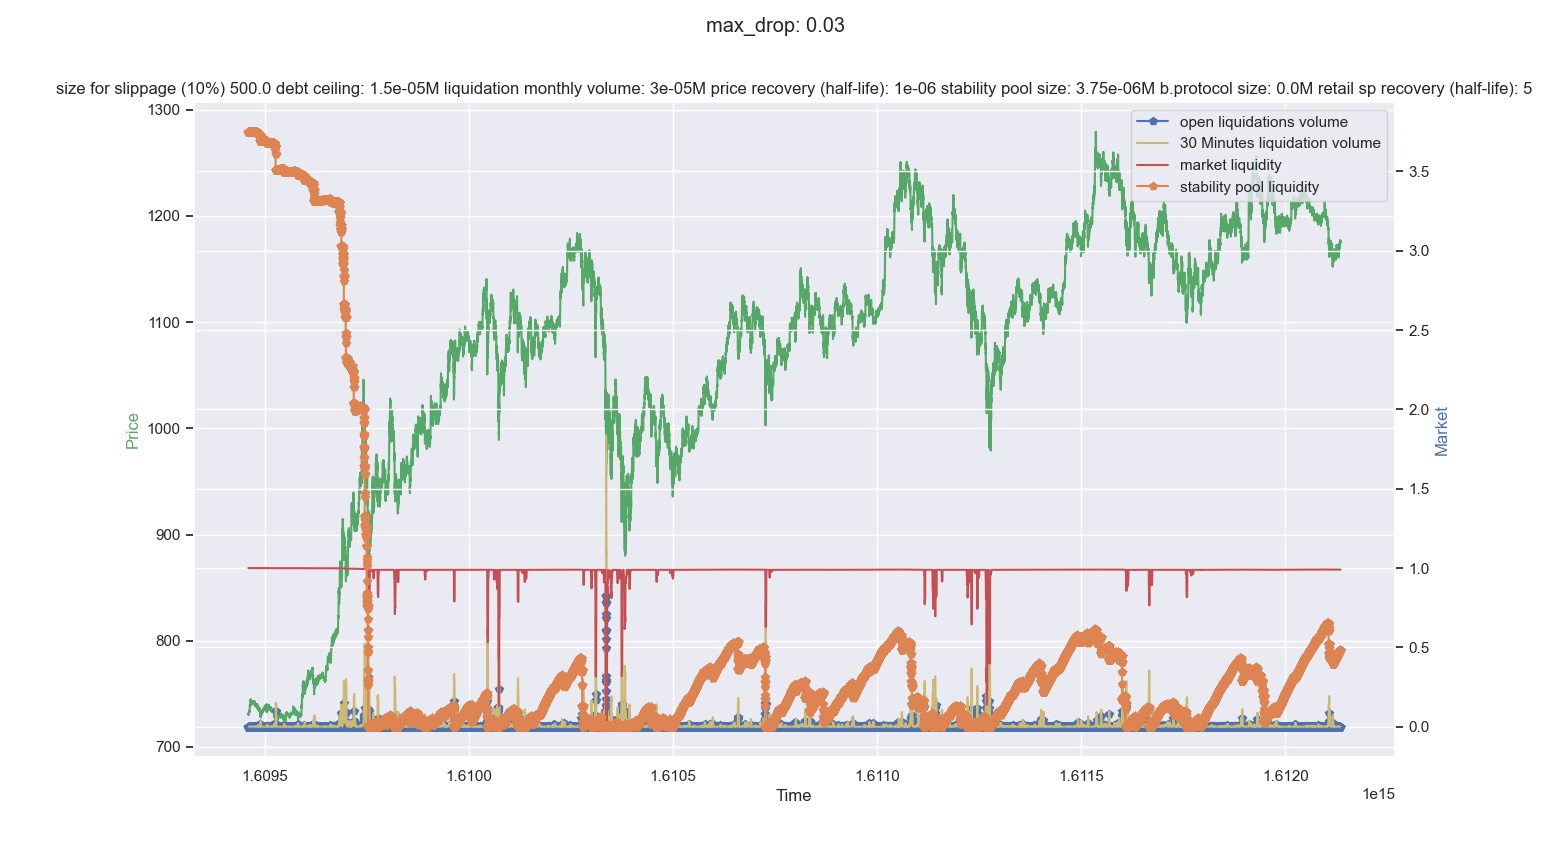 max_drop: 0.03
size for slippage (10%) 500.0 debt ceiling: 1.5e-05M liquidation monthly volume: 3e-05M price recovery (half-life): 1e-06 stability pool size: 3.75e-06M b.protocol size: 0.0M retail sp recovery (half-life): 5
1300
1200
1100
1000
900
800
700
Price
open liquidations volume
30 Minutes liquidation volume
market liquidity
stability pool liquidity
3.5
3.0
2.5
2.0
1.5
1.0
0.5
0.0
Market
1.6095 1.6100 1.6105 1.6110 1.6115 1.6120
Time
1e15